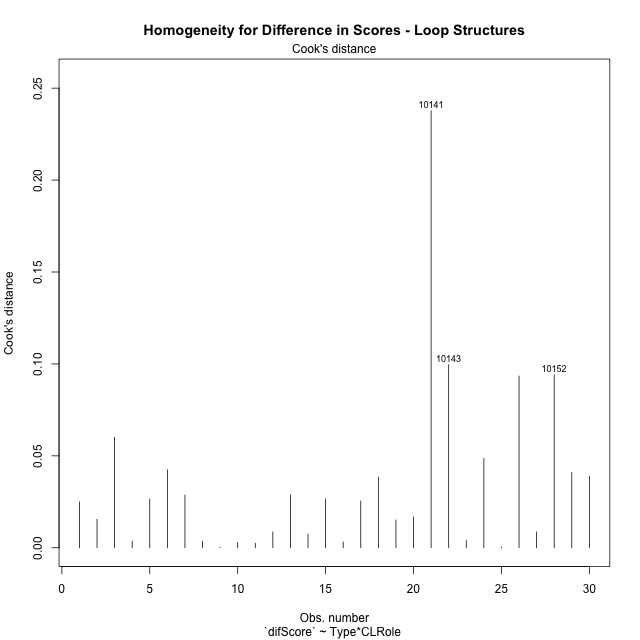 Homogeneity for Difference in Scores - Loop Structures
Cook's distance
0.25
0.20
0.15
0.10
0.05
0.00
Cook's distance
10141
10143
10152
0 5 10 15 20 25 30
Obs. number
`difScore` ~ Type*CLRole